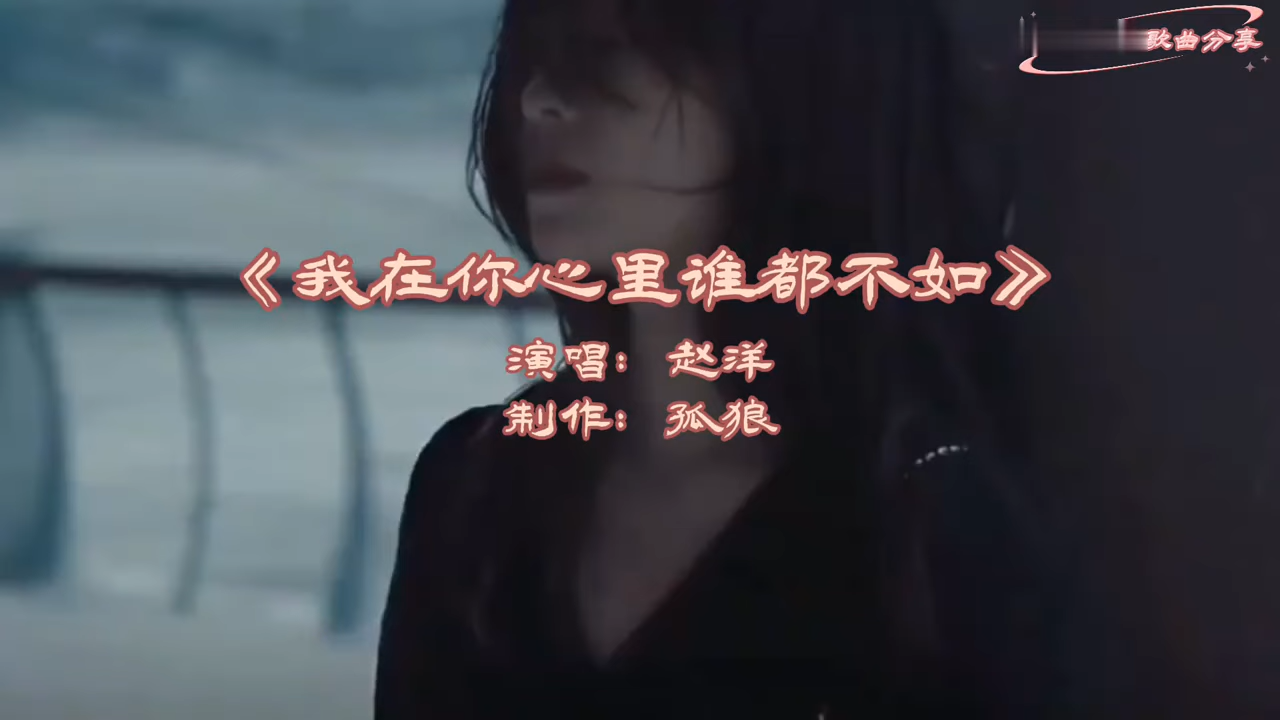 歌曲分享
《我在你心里谁都不如》
演唱： 赵洋
制作： 孤狼